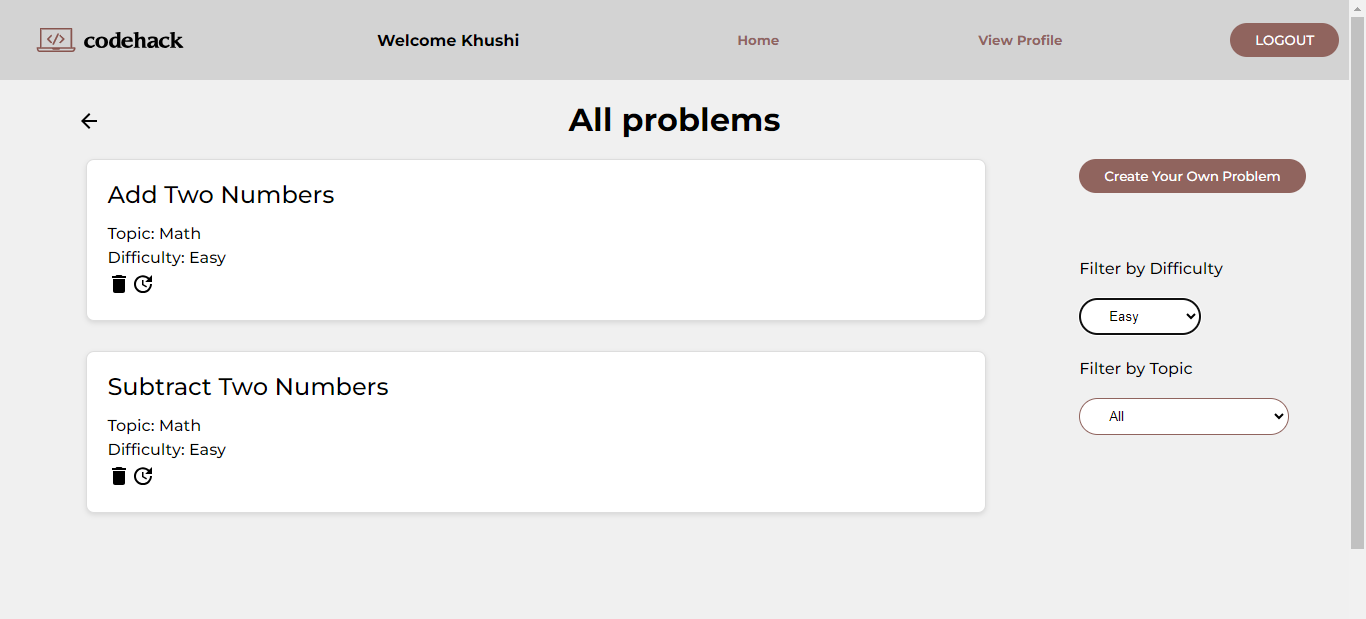 </> codehack
Welcome Khushi
Home
View Profile
LOGOUT
All problems
Add Two Numbers
Topic: Math
Difficulty: Easy
Subtract Two Numbers
Topic: Math
Difficulty: Easy
Create Your Own Problem
Filter by Difficulty
Easy
Filter by Topic
All